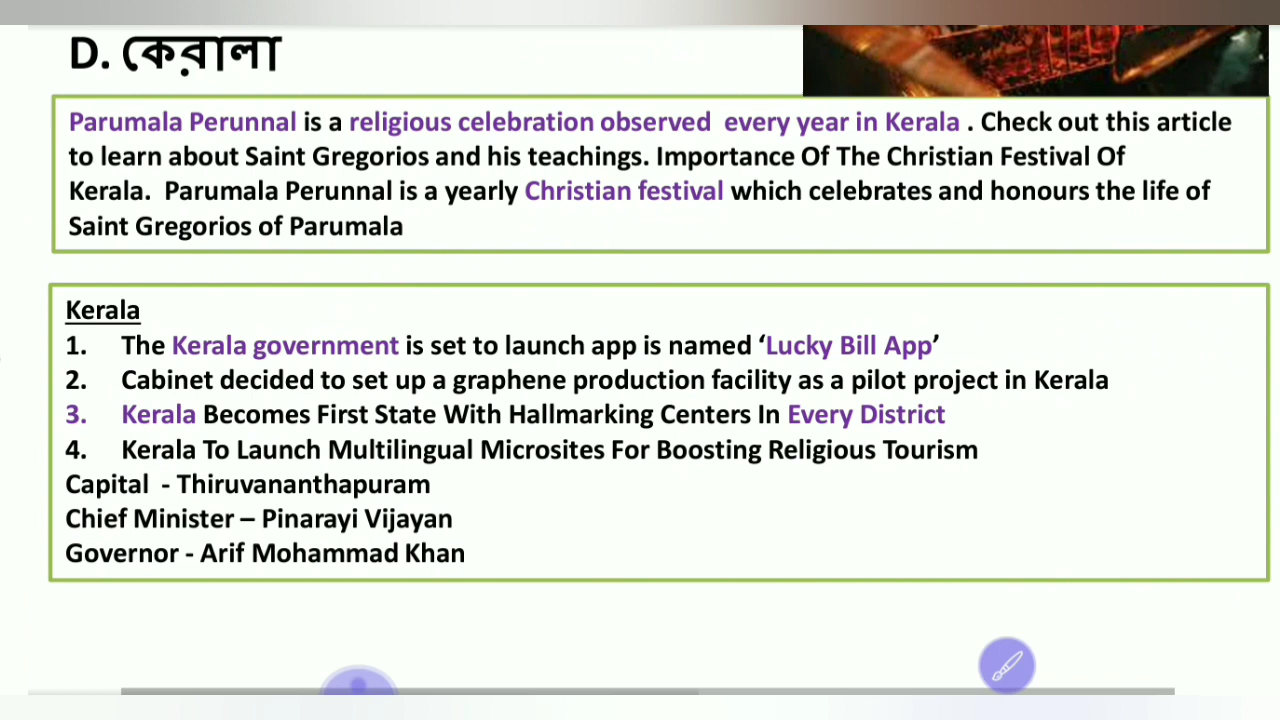 D. কেরালা
Parumala Perunnal is a religious celebration observed every year in Kerala . Check out this article
to learn about Saint Gregorios and his teachings. Importance Of The Christian Festival Of
Kerala. Parumala Perunnal is a yearly Christian festival which celebrates and honours the life of
Saint Gregorios of Parumala
Kerala
1. The Kerala government is set to launch app is named ‘Lucky Bill App’
2. Cabinet decided to set up a graphene production facility as a pilot project in Kerala
3. Kerala Becomes First State With Hallmarking Centers In Every District
4. Kerala To Launch Multilingual Microsites For Boosting Religious Tourism
Capital - Thiruvananthapuram
Chief Minister – Pinarayi Vijayan
Governor - Arif Mohammad Khan